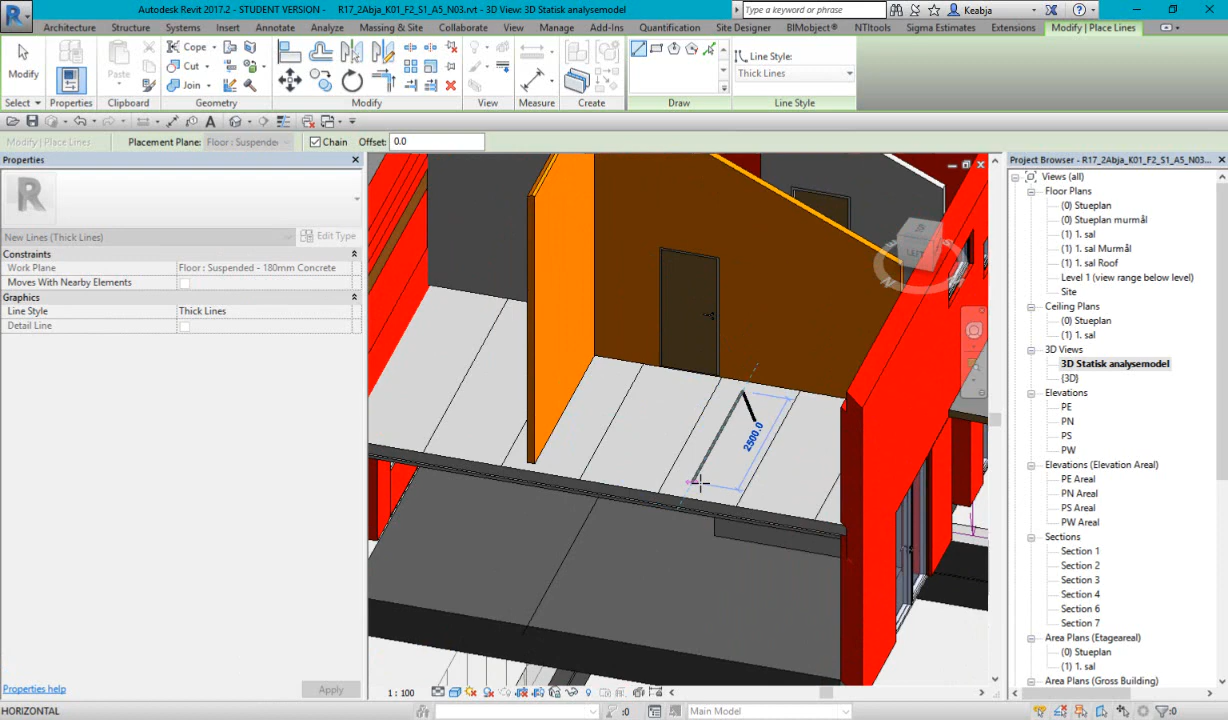 Autodesk Revit 2017.2 - STUDENT VERSION - R17_2Abja_K01_F2_S1_A5_N03.rvt - 3D View: 3D Statisk analysemodel
Type a keyword or phrase
Keabja
Architecture Structure Systems Insert Annotate Analyze Massing & Site Collaborate View Manage Add-Ins Quantification Site Designer BIMobject® NTItools Sigma Estimates Extensions Modify | Place Lines
Modify
Paste
Cope
Cut
Join
Line Style:
Thick Lines
Select Properties Clipboard Geometry Modify View Measure Create Draw Line Style
Modify | Place Lines
Placement Plane: Floor : Suspende
Chain
Offset: 0.0
Properties
New Lines (Thick Lines)
Edit Type
Constraints
Work Plane Floor : Suspended - 180mm Concrete
Moves With Nearby Elements
Graphics
Line Style Thick Lines
Detail Line
Properties help
Apply
LEFT
2500.0
1 : 100
Project Browser - R17_2Abja_K01_F2_S1_A5_N03...
Views (all)
Floor Plans
(0) Stueplan
(0) Stueplan murmål
(1) 1. sal
(1) 1. sal Murmål
(1) 1. sal Roof
Level 1 (view range below level)
Site
Ceiling Plans
(0) Stueplan
(1) 1. sal
3D Views
3D Statisk analysemodel
{3D}
Elevations
PE
PN
PS
PW
Elevations (Elevation Area)
PE Areal
PN Areal
PS Areal
PW Areal
Sections
Section 1
Section 2
Section 3
Section 4
Section 6
Section 7
Area Plans (Etageareal)
(0) Stueplan
(1) 1. sal
Area Plans (Gross Building)
HORIZONTAL
:0
Main Model
:0